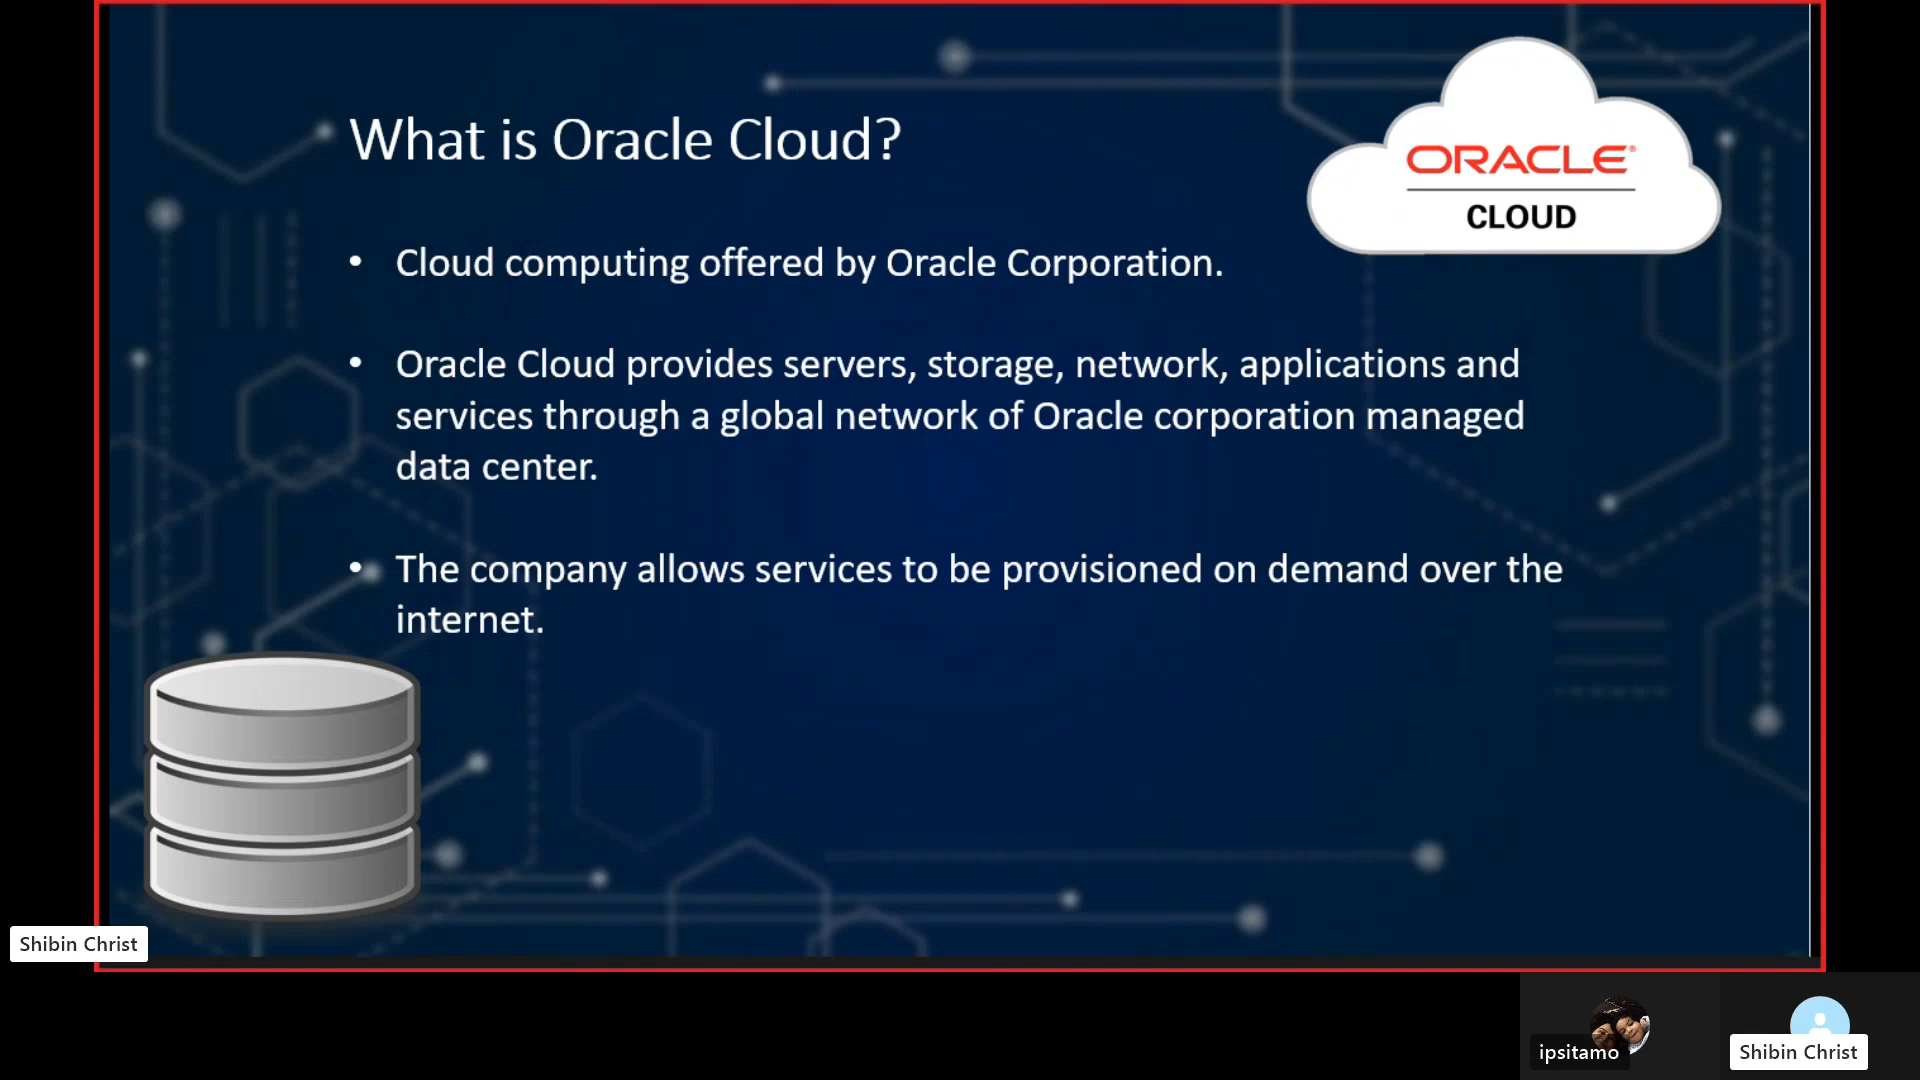 What is Oracle Cloud?
ORACLE®
CLOUD
• Cloud computing offered by Oracle Corporation.
• Oracle Cloud provides servers, storage, network, applications and
services through a global network of Oracle corporation managed
data center.
• The company allows services to be provisioned on demand over the
internet.
Shibin Christ
ipsitamo
Shibin Christ